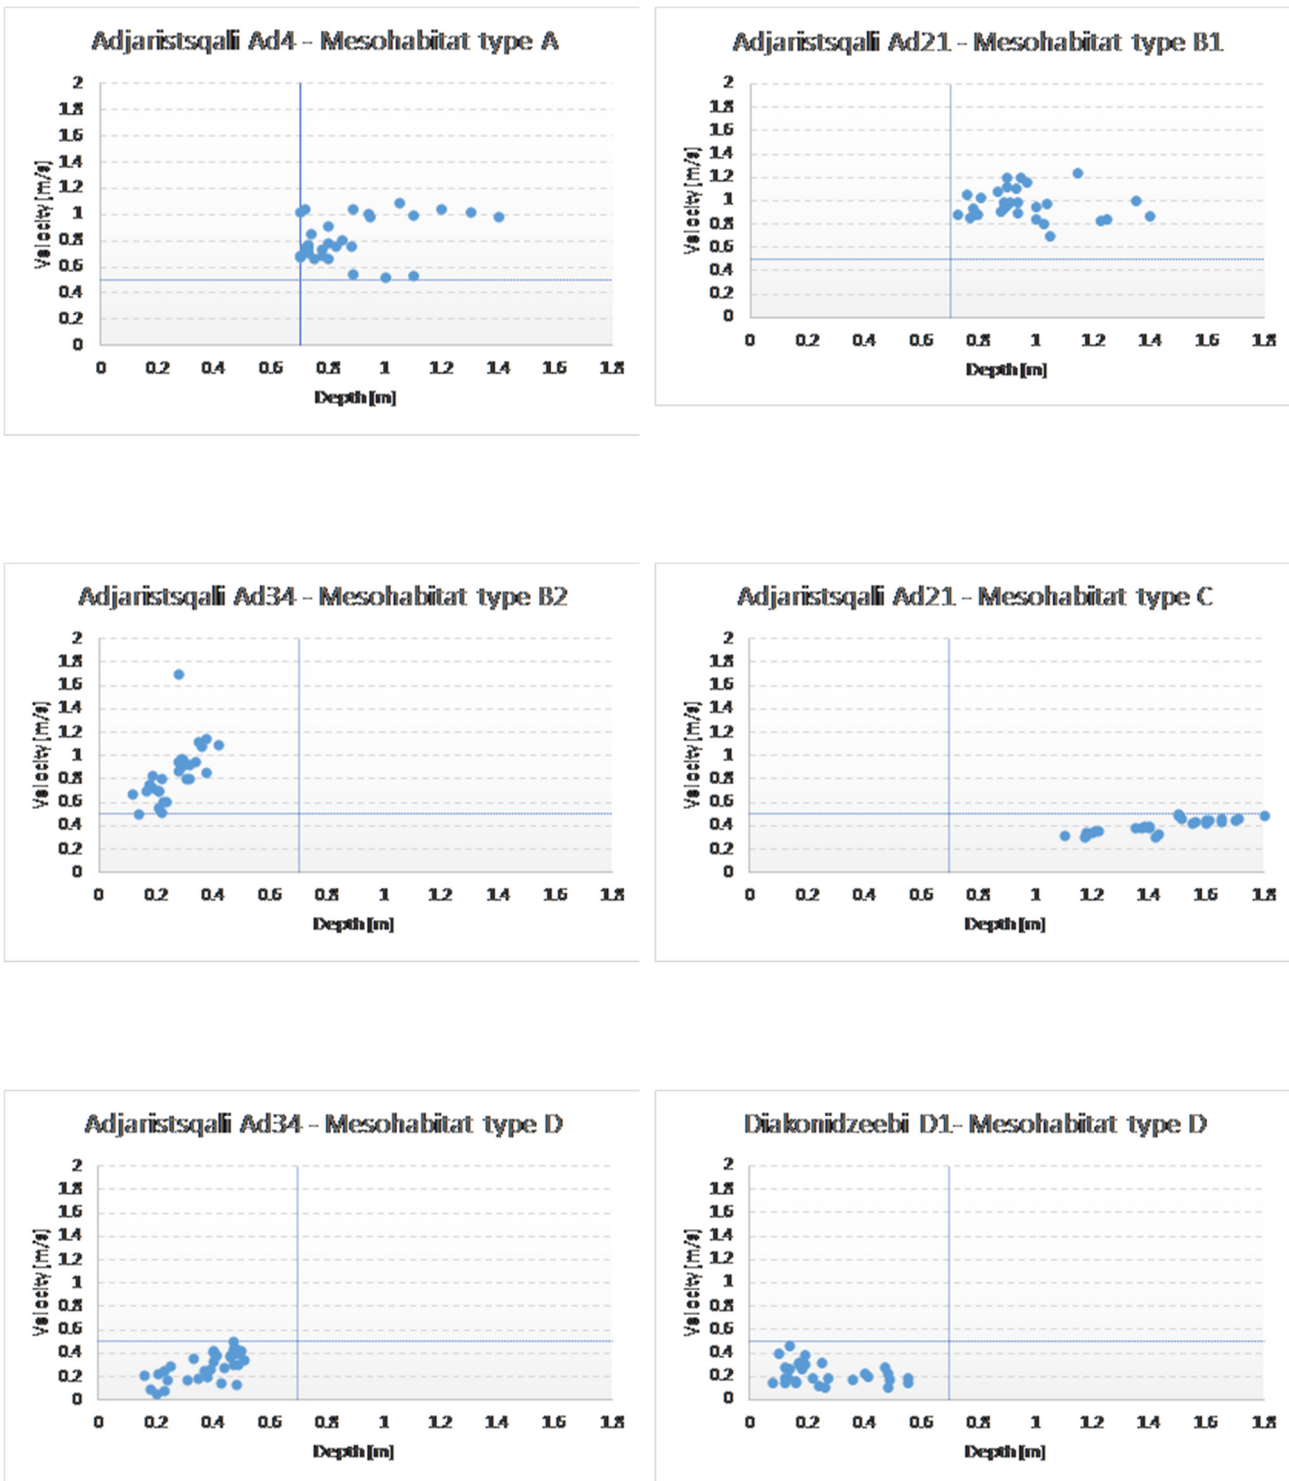 Adjaristsqali Ad4 - Mesohabitat type A
2
1.8
1.6
1.4
1.2
1
0.8
0.6
0.4
0.2
0
Velocity [m/s]
0 0.2 0.4 0.6 0.8 1 1.2 1.4 1.6 1.8
Depth [m]
Adjaristsqali Ad21 - Mesohabitat type B1
2
1.8
1.6
1.4
1.2
1
0.8
0.6
0.4
0.2
0
Velocity [m/s]
0 0.2 0.4 0.6 0.8 1 1.2 1.4 1.6 1.8
Depth [m]
Adjaristsqali Ad34 - Mesohabitat type B2
2
1.8
1.6
1.4
1.2
1
0.8
0.6
0.4
0.2
0
Velocity [m/s]
0 0.2 0.4 0.6 0.8 1 1.2 1.4 1.6 1.8
Depth [m]
Adjaristsqali Ad21 - Mesohabitat type C
2
1.8
1.6
1.4
1.2
1
0.8
0.6
0.4
0.2
0
Velocity [m/s]
0 0.2 0.4 0.6 0.8 1 1.2 1.4 1.6 1.8
Depth [m]
Adjaristsqali Ad34 - Mesohabitat type D
2
1.8
1.6
1.4
1.2
1
0.8
0.6
0.4
0.2
0
Velocity [m/s]
0 0.2 0.4 0.6 0.8 1 1.2 1.4 1.6 1.8
Depth [m]
Diakonidzeebi D1- Mesohabitat type D
2
1.8
1.6
1.4
1.2
1
0.8
0.6
0.4
0.2
0
Velocity [m/s]
0 0.2 0.4 0.6 0.8 1 1.2 1.4 1.6 1.8
Depth [m]